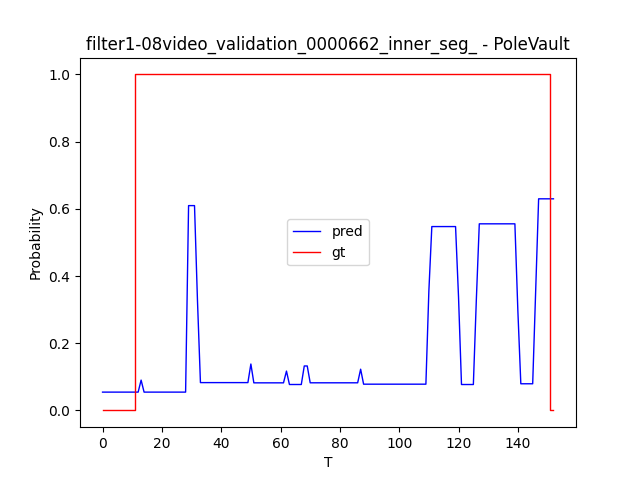 filter1-08video_validation_0000662_inner_seg_ - PoleVault
1.0
0.8
0.6
0.4
0.2
0.0
Probability
pred
gt
0 20 40 60 80 100 120 140
T